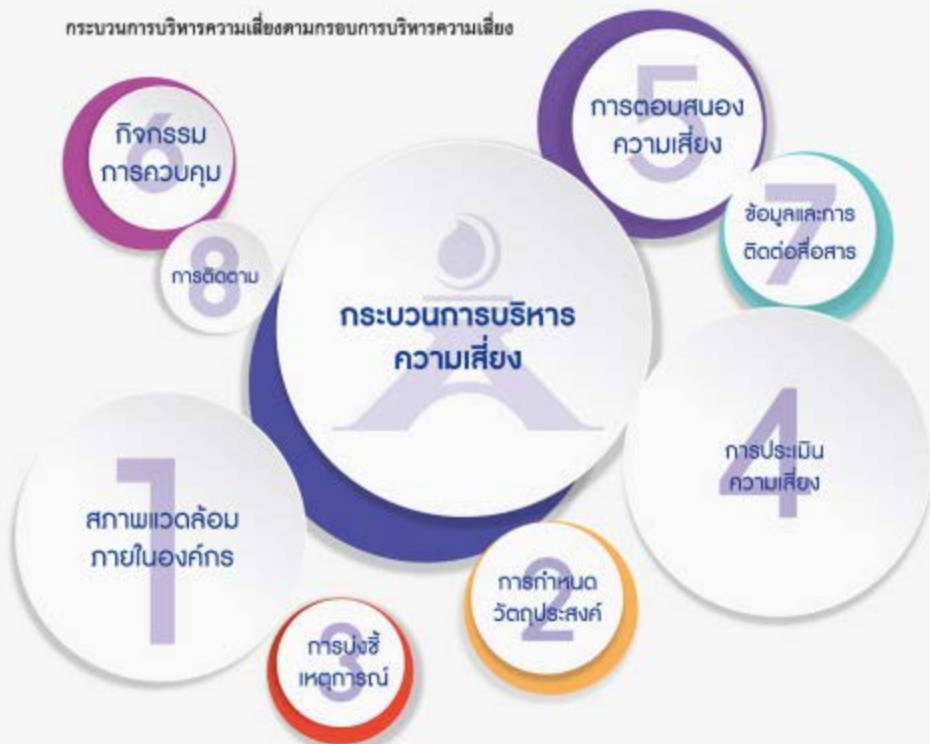 กระบวนการบริหารความเสี่ยงตามกรอบการบริหารความเสี่ยง
กระบวนการบริหาร
ความเสี่ยง
1
สภาพแวดล้อม
ภายในองค์กร
2
การกำหนด
วัตถุประสงค์
3
การบ่งชี้
เหตุการณ์
4
การประเมิน
ความเสี่ยง
5
การตอบสนอง
ความเสี่ยง
6
กิจกรรม
การควบคุม
7
ข้อมูลและการ
ติดต่อสื่อสาร
8
การติดตาม